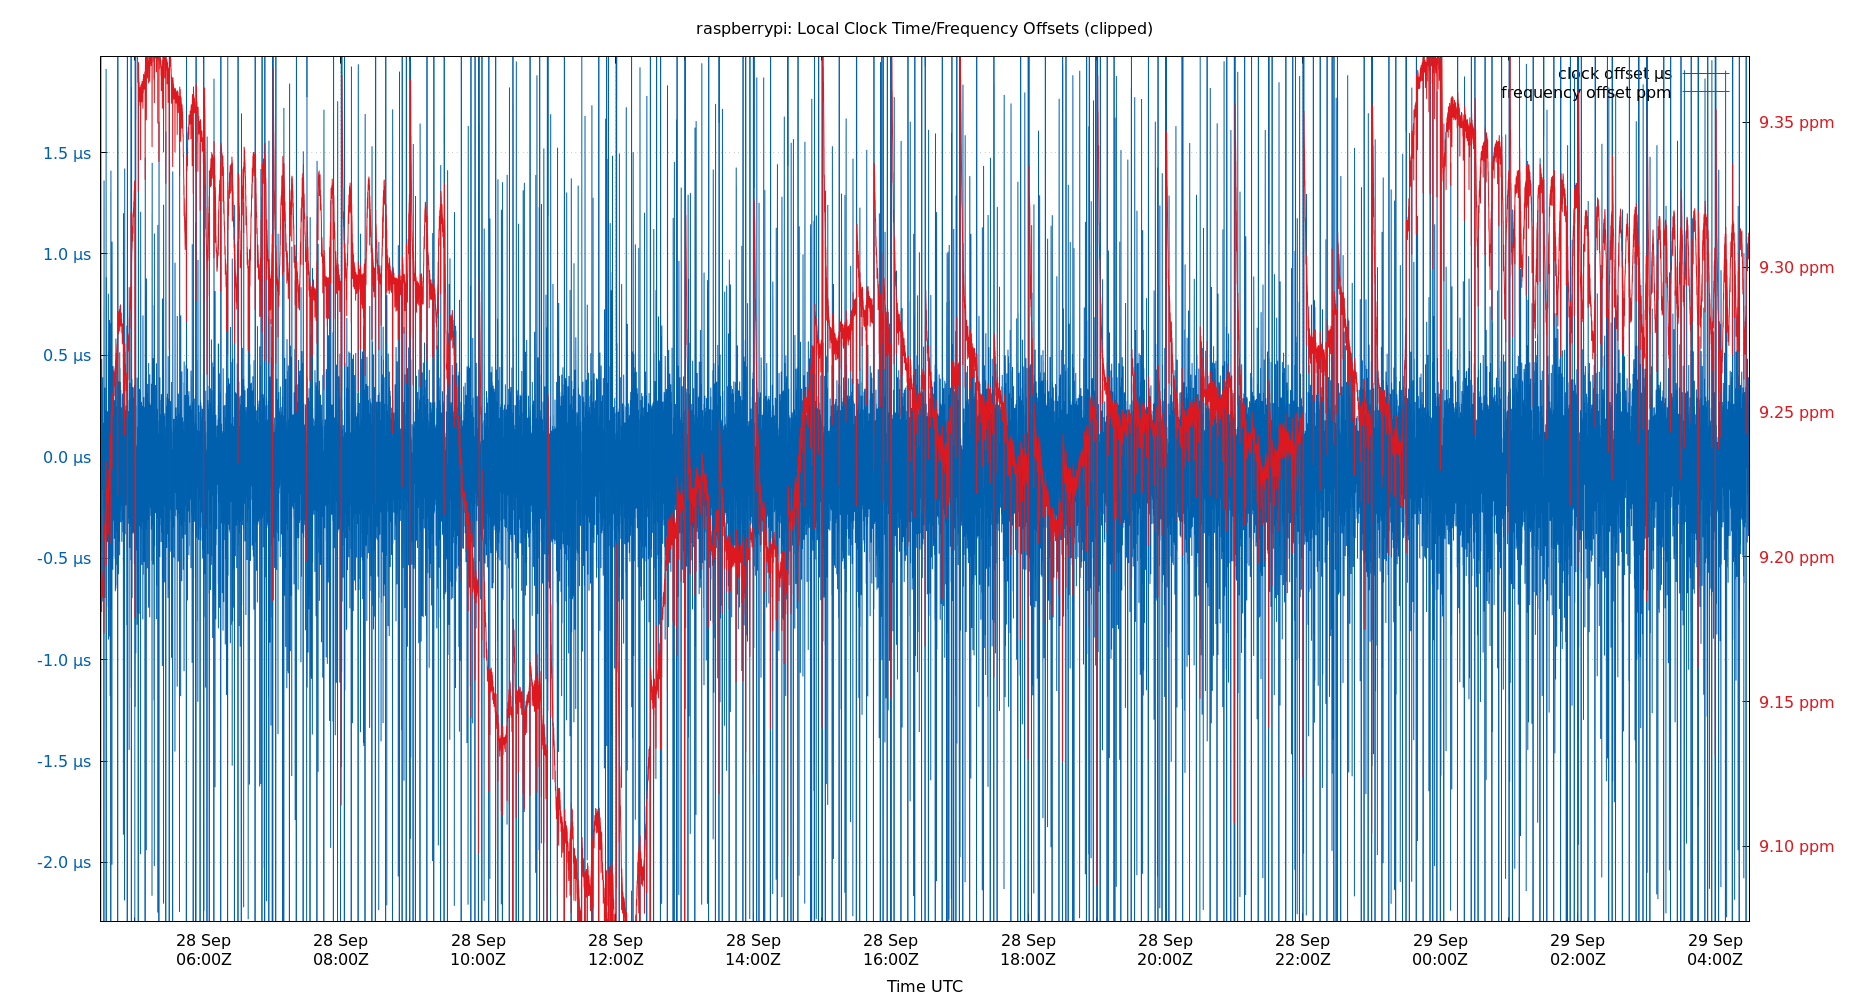 raspberrypi: Local Clock Time/Frequency Offsets (clipped)
clock offset µs
frequency offset ppm
1.5 µs
1.0 µs
0.5 µs
0.0 µs
-0.5 µs
-1.0 µs
-1.5 µs
-2.0 µs
9.35 ppm
9.30 ppm
9.25 ppm
9.20 ppm
9.15 ppm
9.10 ppm
28 Sep 28 Sep 28 Sep 28 Sep 28 Sep 28 Sep 28 Sep 28 Sep 28 Sep 29 Sep 29 Sep 29 Sep
06:00Z 08:00Z 10:00Z 12:00Z 14:00Z 16:00Z 18:00Z 20:00Z 22:00Z 00:00Z 02:00Z 04:00Z
Time UTC